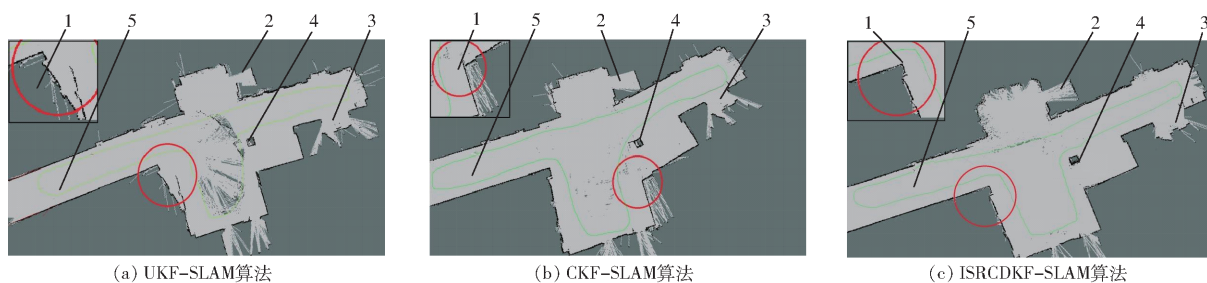 1 5 2 4 3
1 5 2 4 3
1 5 2 4 3
(a) UKF-SLAM算法
(b) CKF-SLAM算法
(c) ISRCDKF-SLAM算法